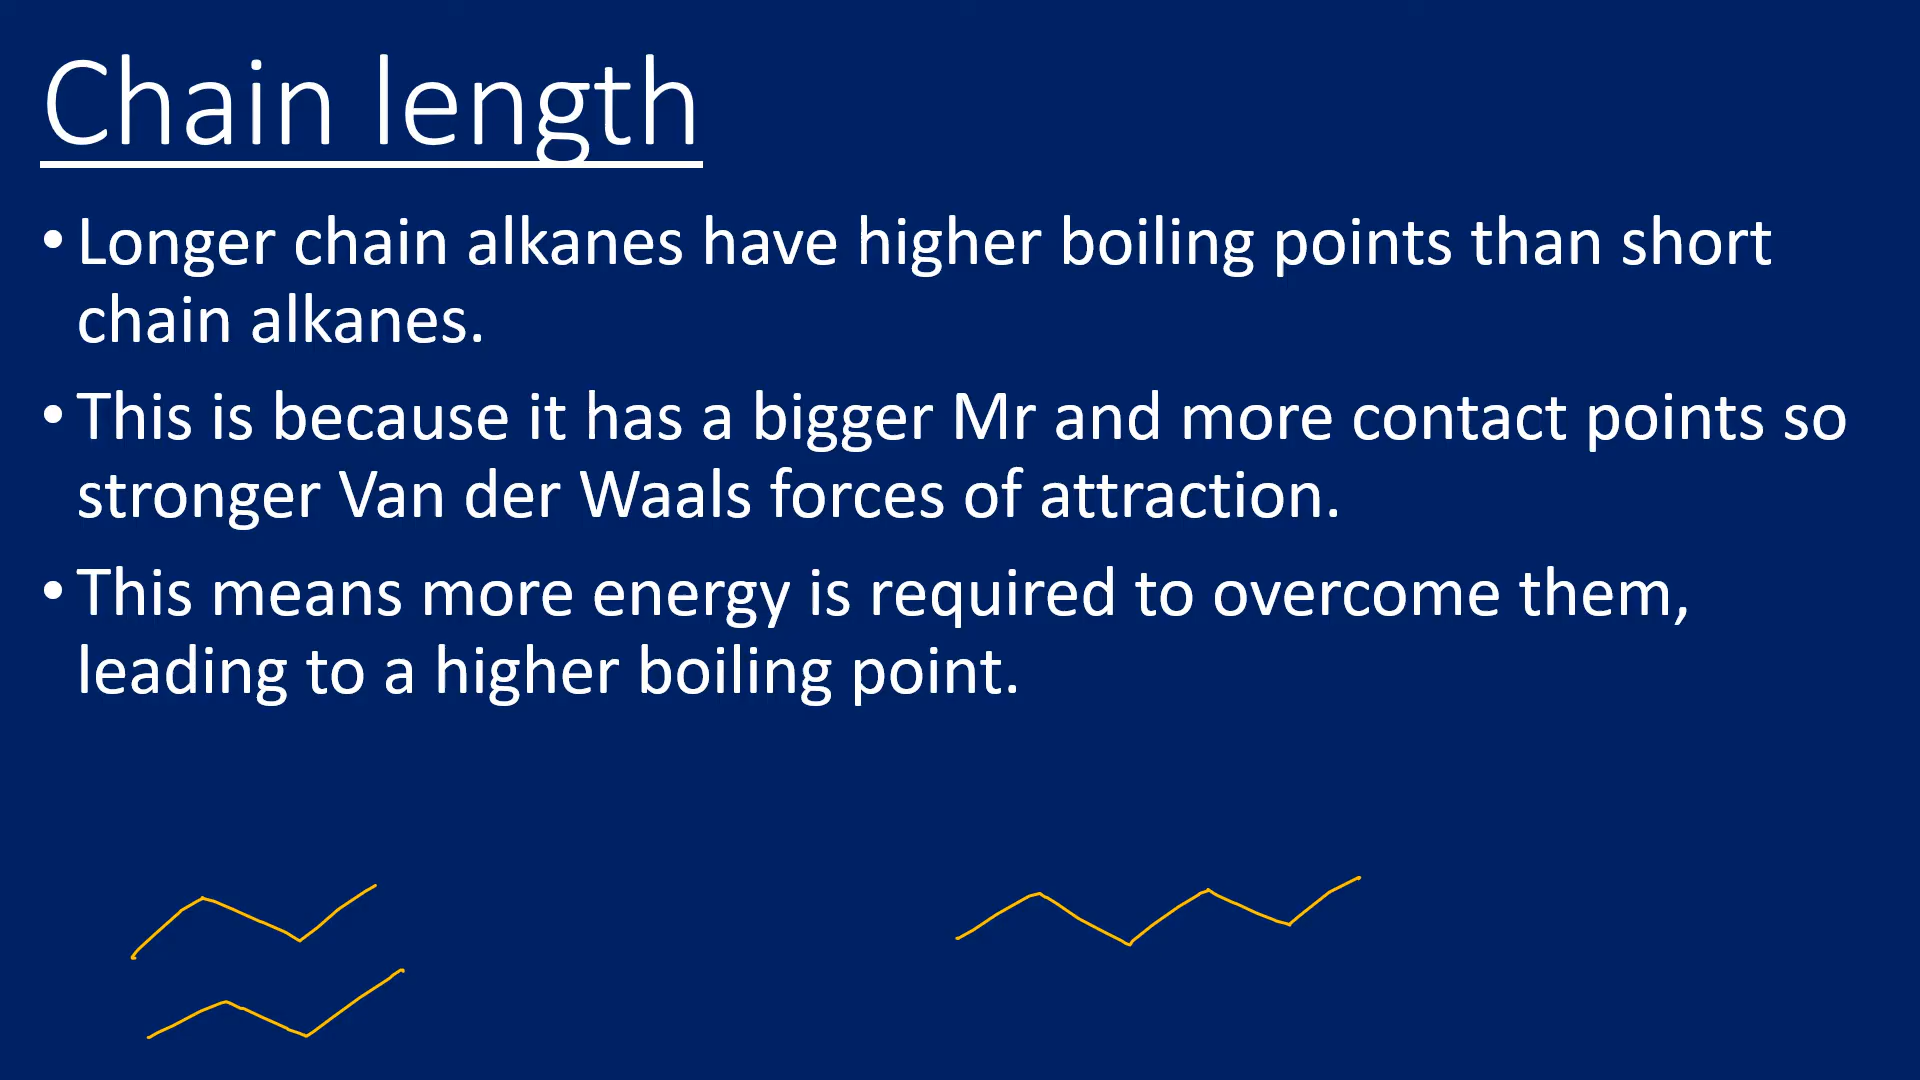 Chain length
• Longer chain alkanes have higher boiling points than short
chain alkanes.
• This is because it has a bigger Mr and more contact points so
stronger Van der Waals forces of attraction.
• This means more energy is required to overcome them,
leading to a higher boiling point.